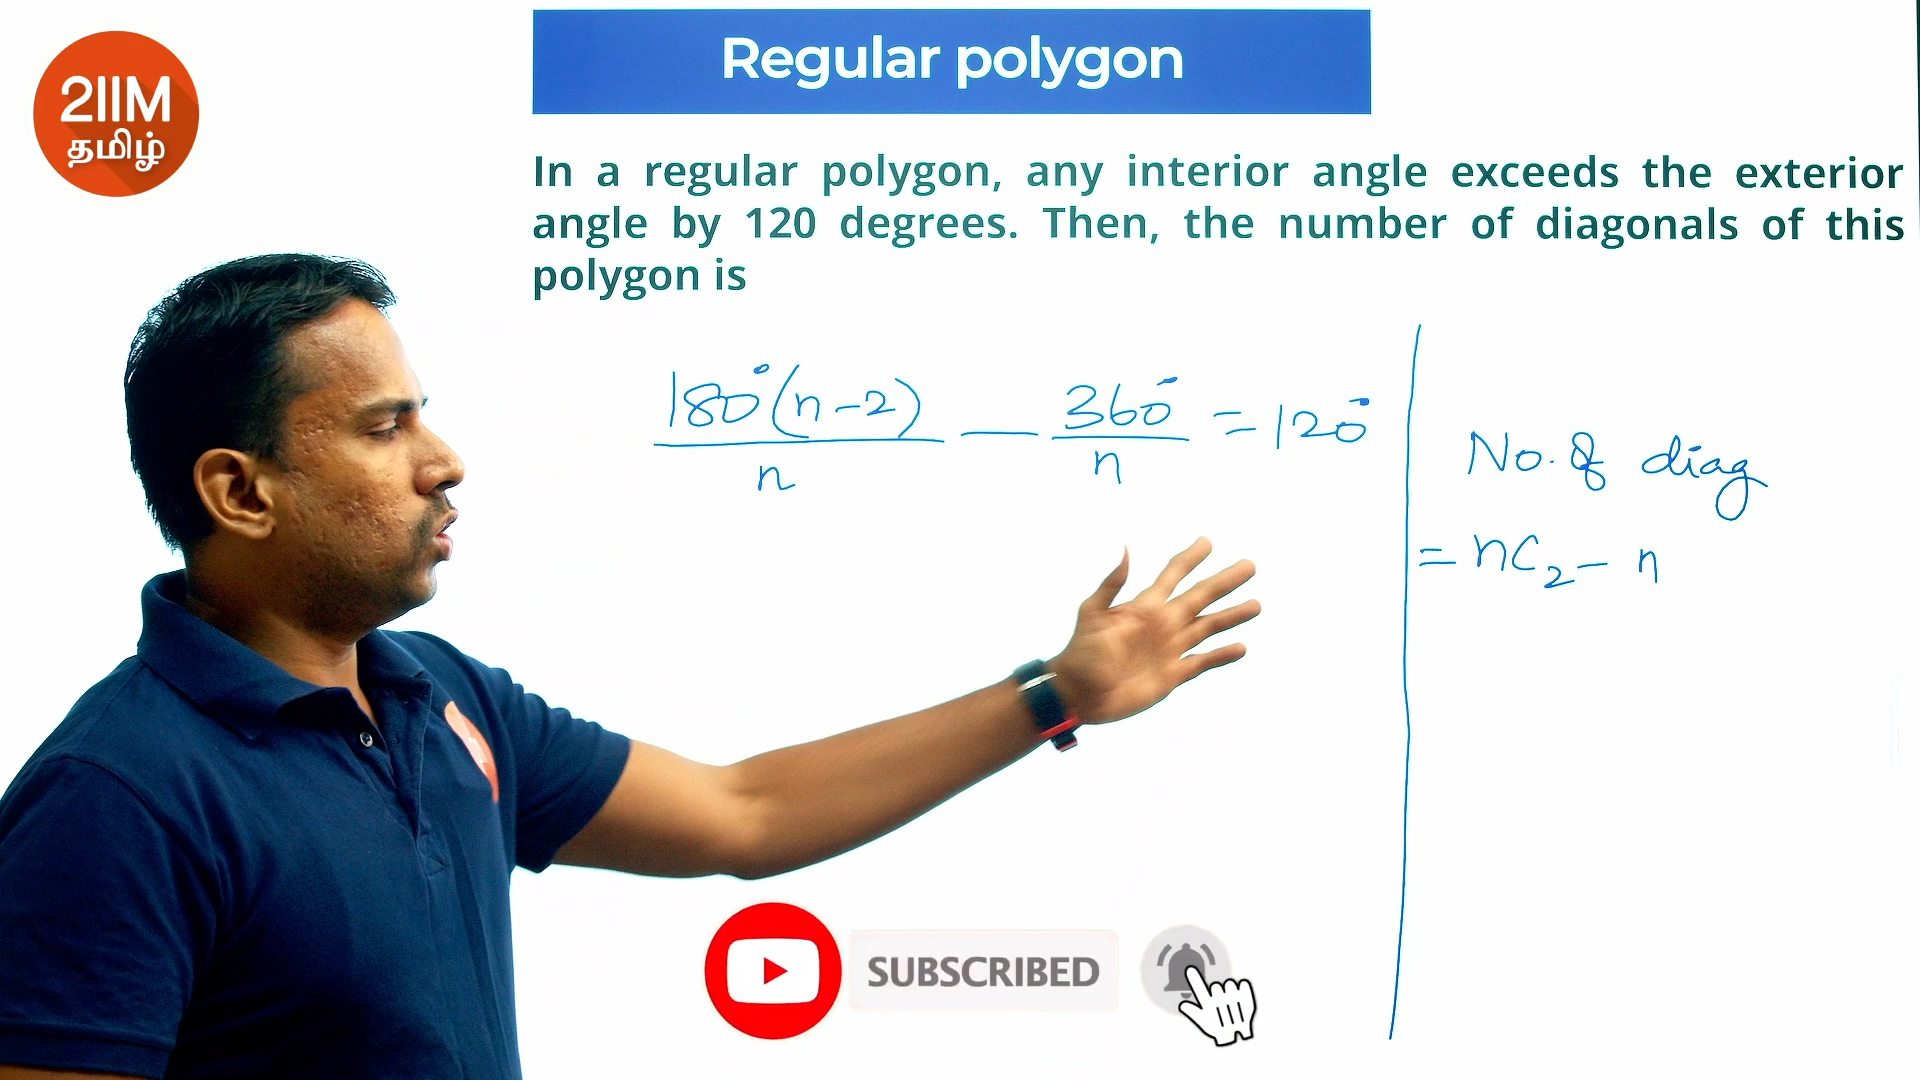 2IIM
தமிழ்
Regular polygon
In a regular polygon, any interior angle exceeds the exterior
angle by 120 degrees. Then, the number of diagonals of this
polygon is
180°(n-2)/n - 360°/n = 120°
No. of diag
= nC₂ - n
SUBSCRIBED